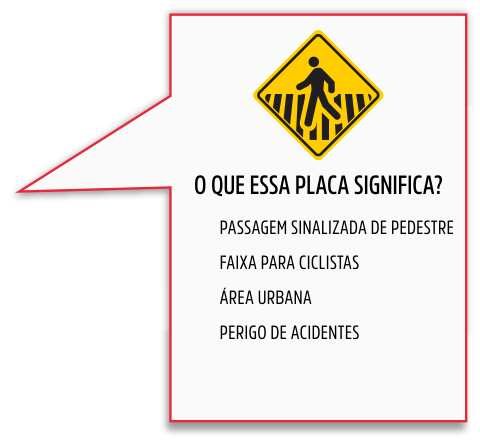 O QUE ESSA PLACA SIGNIFICA?
PASSAGEM SINALIZADA DE PEDESTRE
FAIXA PARA CICLISTAS
ÁREA URBANA
PERIGO DE ACIDENTES